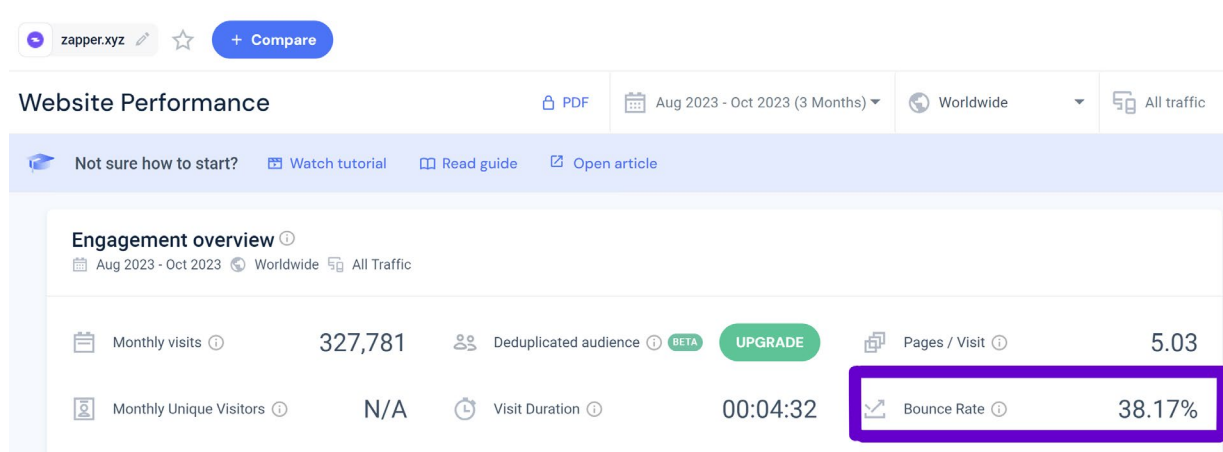 zapper.xyz + Compare
Website Performance PDF Aug 2023 - Oct 2023 (3 Months) Worldwide All traffic
Not sure how to start? Watch tutorial Read guide Open article
Engagement overview
Aug 2023 - Oct 2023 Worldwide All Traffic
Monthly visits 327,781 Deduplicated audience BETA UPGRADE Pages / Visit 5.03
Monthly Unique Visitors N/A Visit Duration 00:04:32 Bounce Rate 38.17%